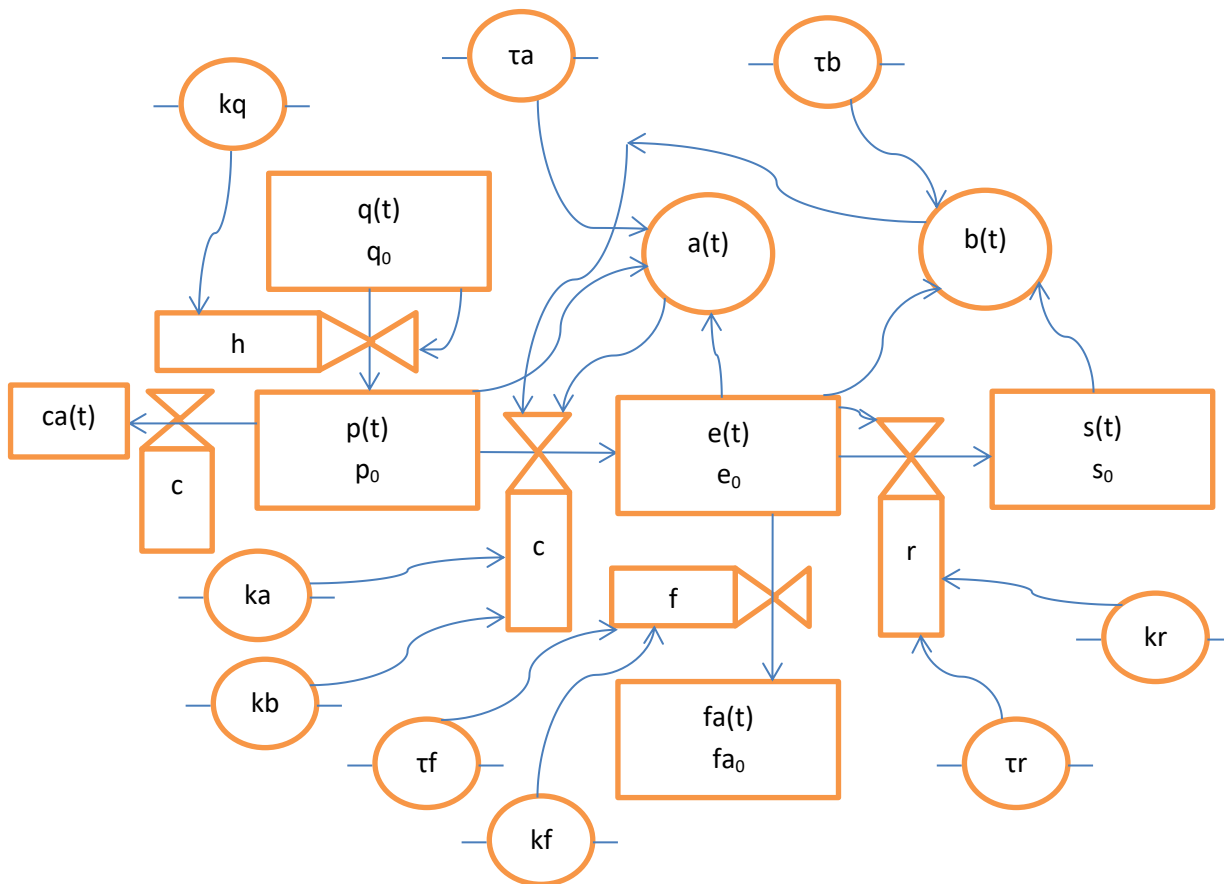 τa
τb
kq
q(t)
q₀
a(t)
b(t)
h
ca(t)
p(t)
p₀
e(t)
e₀
s(t)
s₀
c
c
r
ka
f
kr
kb
fa(t)
fa₀
τf
τr
kf